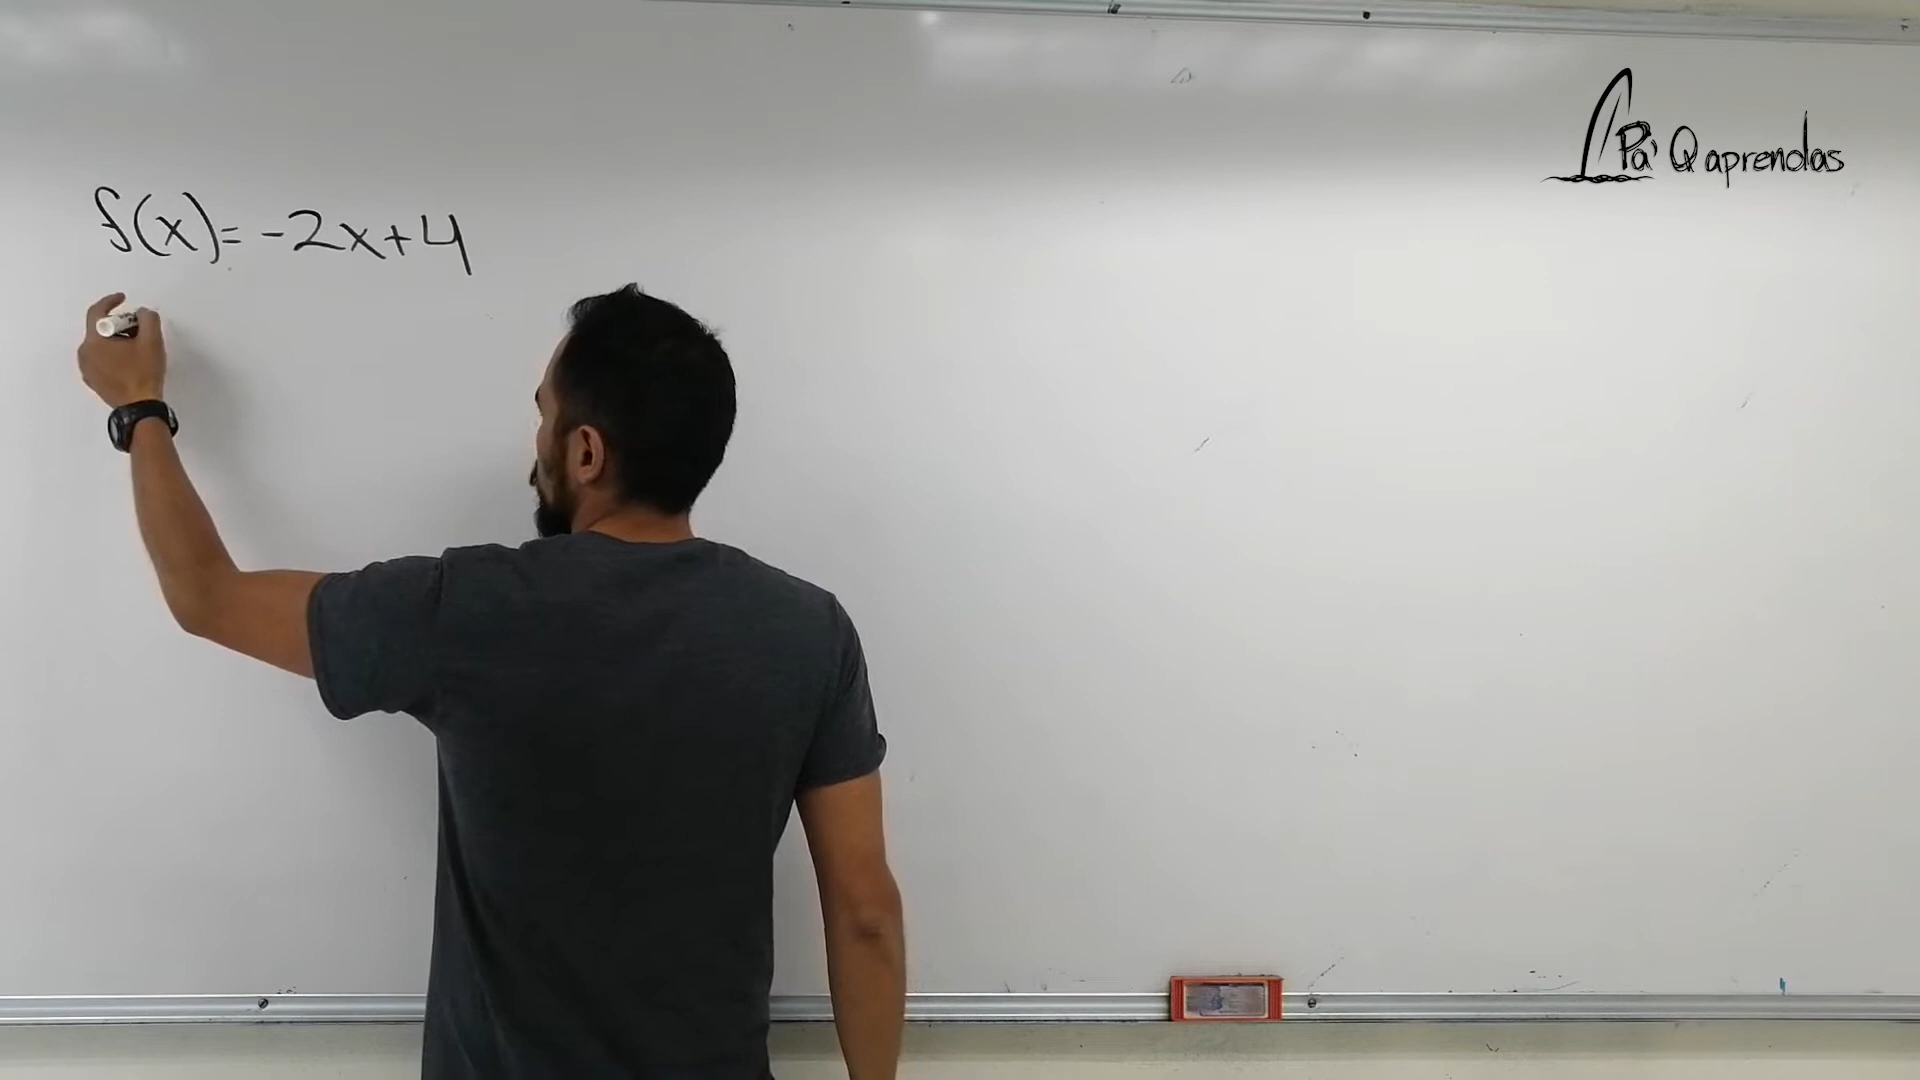 Pa' Q aprendas
f(x)= -2x+4